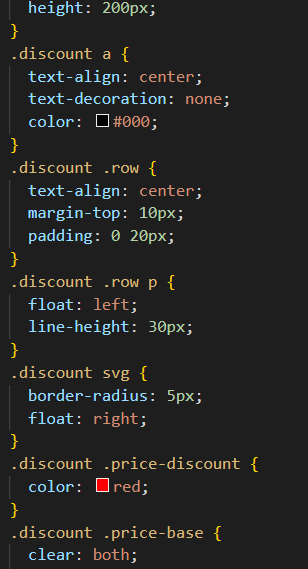 height: 200px;
}
.discount a {
text-align: center;
text-decoration: none;
color: #000;
}
.discount .row {
text-align: center;
margin-top: 10px;
padding: 0 20px;
}
.discount .row p {
float: left;
line-height: 30px;
}
.discount svg {
border-radius: 5px;
float: right;
}
.discount .price-discount {
color: red;
}
.discount .price-base {
clear: both;